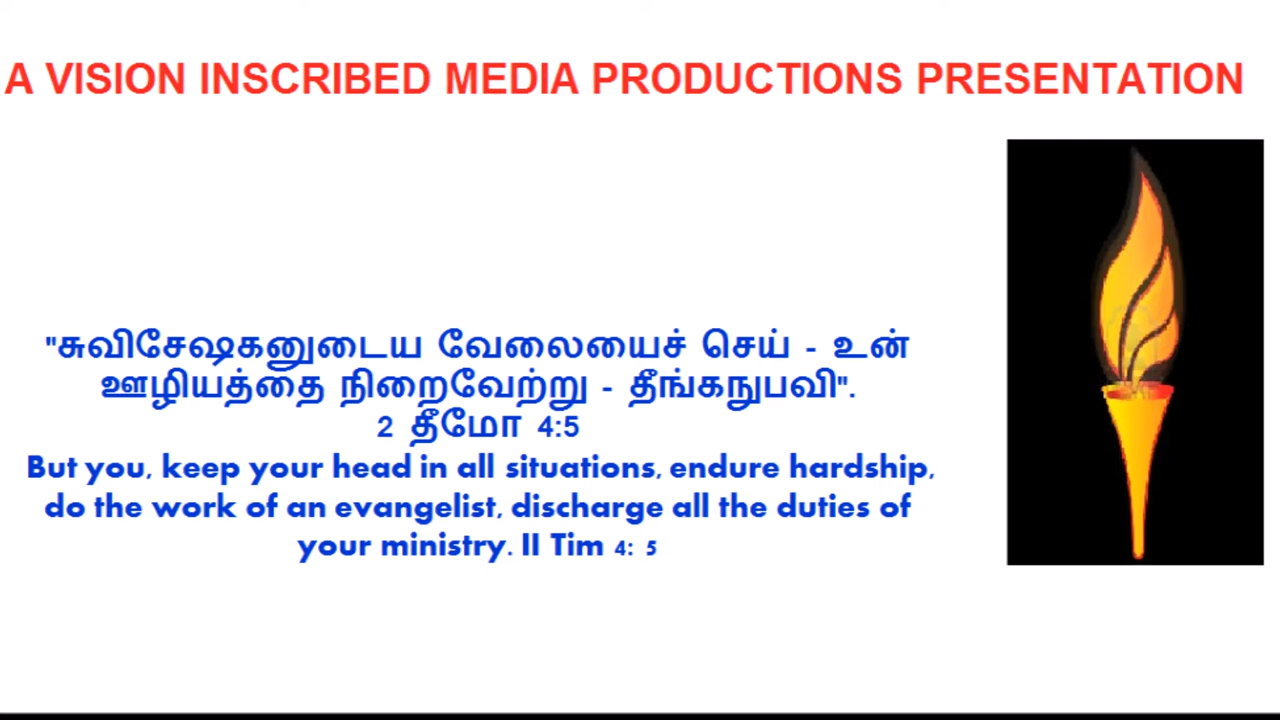 A VISION INSCRIBED MEDIA PRODUCTIONS PRESENTATION
"சுவிசேஷகனுடைய வேலையைச் செய் - உன்
ஊழியத்தை நிறைவேற்று - தீங்கநுபவி".
2 தீமோ 4:5
But you, keep your head in all situations, endure hardship,
do the work of an evangelist, discharge all the duties of
your ministry. II Tim 4: 5